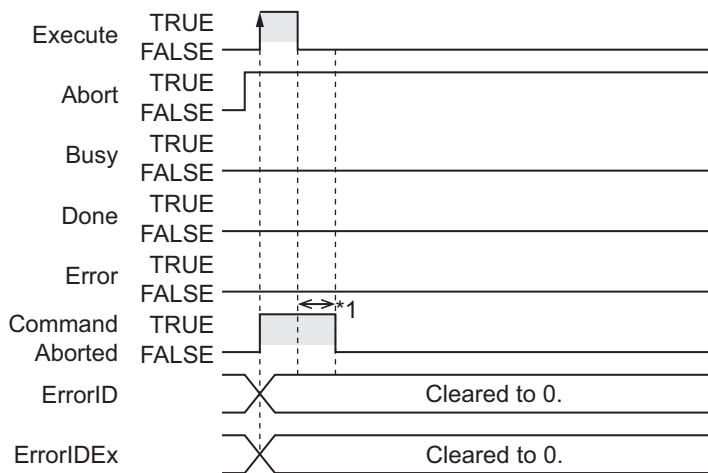 Execute TRUE
FALSE
Abort TRUE
FALSE
Busy TRUE
FALSE
Done TRUE
FALSE
Error TRUE
FALSE
*1
Command TRUE
Aborted FALSE
ErrorID Cleared to 0.
ErrorIDEx Cleared to 0.